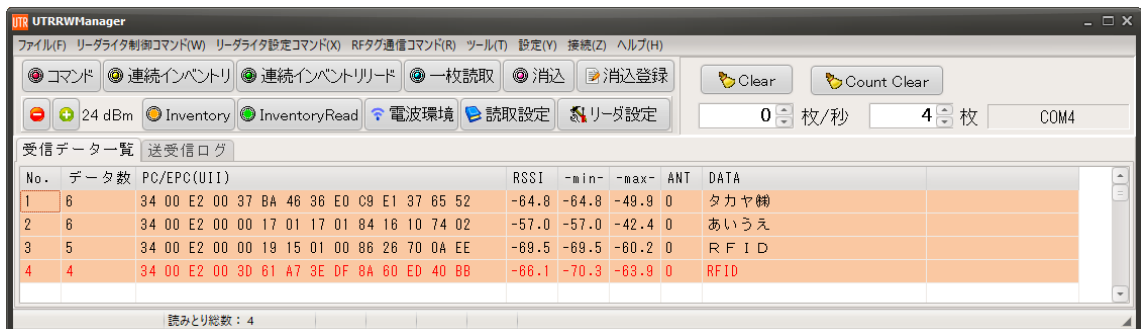 UTR UTRRWManager
ファイル(F) リーダライタ制御コマンド(W) リーダライタ設定コマンド(X) RFタグ通信コマンド(R) ツール(T) 設定(Y) 接続(Z) ヘルプ(H)
コマンド 連続インベントリ 連続インベントリリード 一枚読取 消込 消込登録 Clear Count Clear
24 dBm Inventory InventoryRead 電波環境 読取設定 リーダ設定 0 枚/秒 4 枚 COM4
受信データ一覧 送受信ログ
No. データ数 PC/EPC(UII) RSSI -min- -max- ANT DATA
1 6 34 00 E2 00 37 BA 46 36 E0 C9 E1 37 65 52 -64.8 -64.8 -49.9 0 タカヤ㈱
2 6 34 00 E2 00 00 17 01 17 01 84 16 10 74 02 -57.0 -57.0 -42.4 0 あいうえ
3 5 34 00 E2 00 00 19 15 01 00 86 26 70 0A EE -69.5 -69.5 -60.2 0 ＲＦＩＤ
4 4 34 00 E2 00 3D 61 A7 3E DF 8A 60 ED 40 BB -66.1 -70.3 -63.9 0 RFID
読みとり総数：4